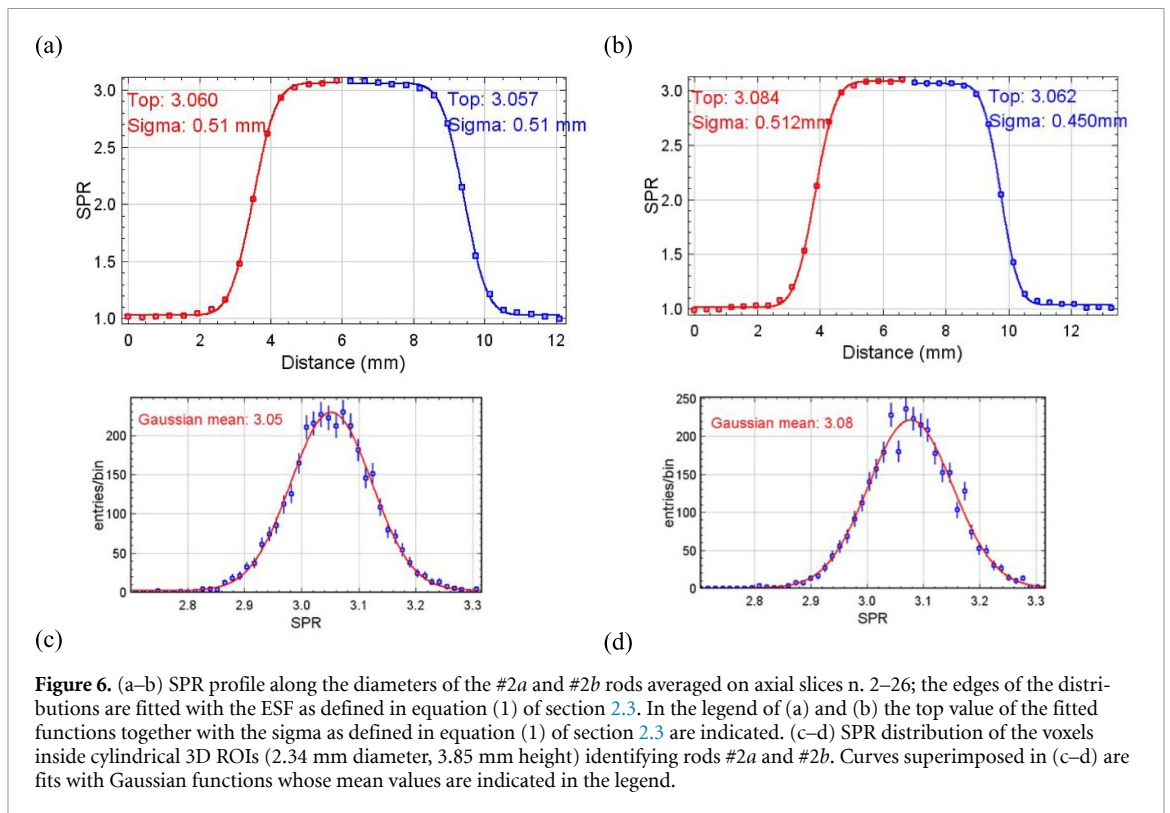 (a)
(b)
Top: 3.060
Sigma: 0.51 mm
Top: 3.057
Sigma: 0.51 mm
3.0
2.5
2.0
1.5
1.0
SPR
0 2 4 6 8 10 12
Distance (mm)
Top: 3.084
Sigma: 0.512mm
Top: 3.062
Sigma: 0.450mm
3.0
2.5
2.0
1.5
1.0
SPR
0 2 4 6 8 10 12
Distance (mm)
Gaussian mean: 3.05
200
150
100
50
0
entries/bin
2.8 2.9 3.0 3.1 3.2 3.3
SPR
Gaussian mean: 3.08
250
200
150
100
50
0
entries/bin
2.8 2.9 3.0 3.1 3.2 3.3
SPR
(c)
(d)
Figure 6. (a–b) SPR profile along the diameters of the #2a and #2b rods averaged on axial slices n. 2–26; the edges of the distri-
butions are fitted with the ESF as defined in equation (1) of section 2.3. In the legend of (a) and (b) the top value of the fitted
functions together with the sigma as defined in equation (1) of section 2.3 are indicated. (c–d) SPR distribution of the voxels
inside cylindrical 3D ROIs (2.34 mm diameter, 3.85 mm height) identifying rods #2a and #2b. Curves superimposed in (c–d) are
fits with Gaussian functions whose mean values are indicated in the legend.